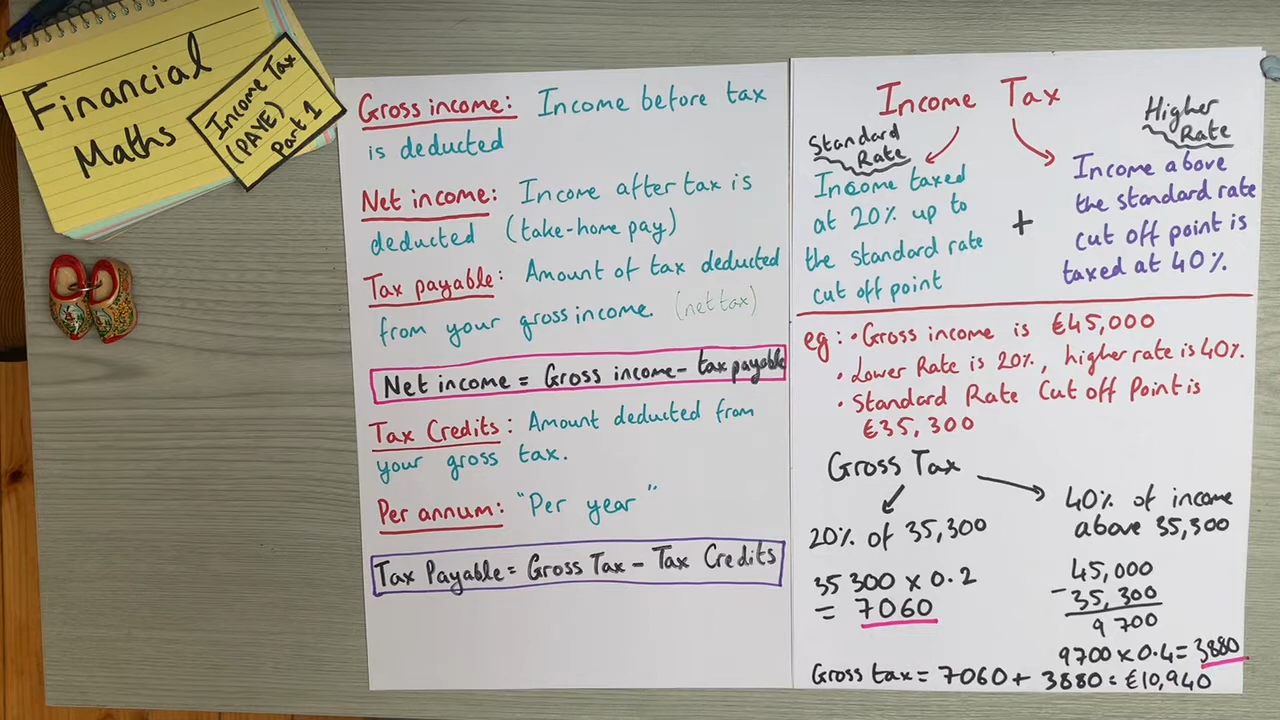 Financial
Maths
Income Tax
(PAYE)
Part 1
Gross income: Income before tax
is deducted
Net income: Income after tax is
deducted (take-home pay)
Tax payable: Amount of tax deducted
from your gross income. (net tax)
Net income = Gross income - tax payable
Tax Credits: Amount deducted from
your gross tax.
Per annum: "Per year"
Tax Payable = Gross Tax - Tax Credits
Income Tax
Standard
Rate
Income taxed
at 20% up to
the standard rate
cut off point
+
Higher
Rate
Income above
the standard rate
cut off point is
taxed at 40%.
eg: • Gross income is €45,000
• Lower Rate is 20%, higher rate is 40%.
• Standard Rate Cut off Point is
€35,300
Gross Tax
20% of 35,300
35 300 x 0.2
= 7060
40% of income
above 35,300
45,000
- 35,300
9 700
9700 x 0.4 = 3880
Gross tax = 7060 + 3880 = €10,940